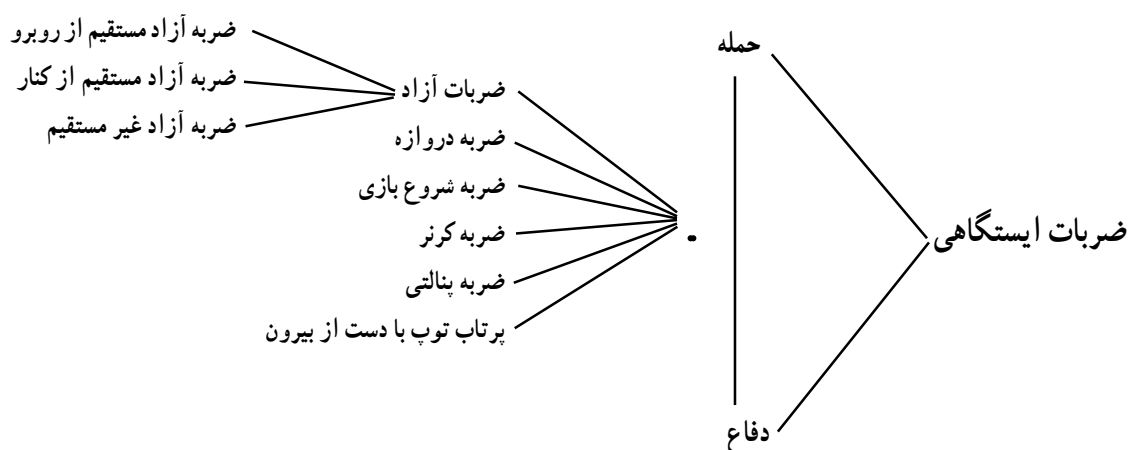 ضربات ایستگاهی
حمله
دفاع
ضربات آزاد
ضربه دروازه
ضربه شروع بازی
ضربه کرنر
ضربه پنالتی
پرتاب توپ با دست از بیرون
ضربه آزاد مستقیم از روبرو
ضربه آزاد مستقیم از کنار
ضربه آزاد غیر مستقیم